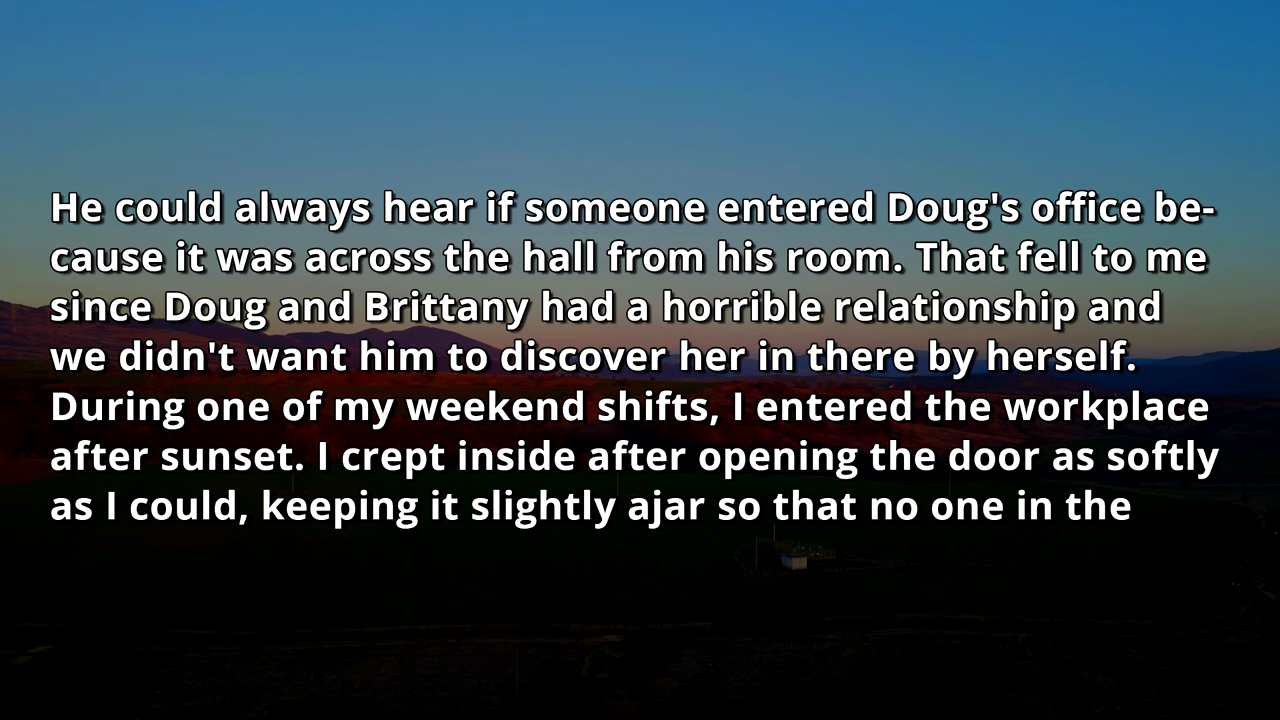 He could always hear if someone entered Doug's office be-
cause it was across the hall from his room. That fell to me
since Doug and Brittany had a horrible relationship and
we didn't want him to discover her in there by herself.
During one of my weekend shifts, I entered the workplace
after sunset. I crept inside after opening the door as softly
as I could, keeping it slightly ajar so that no one in the